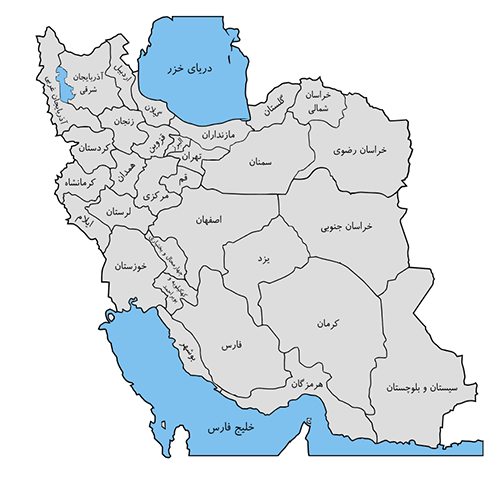 دریای خزر
آذربایجان
شرقی
اردبیل
آذربایجان غربی
گیلان
زنجان
کردستان
قزوین
البرز
مازندران
تهران
گلستان
خراسان
شمالی
خراسان رضوی
سمنان
قم
همدان
کرمانشاه
مرکزی
لرستان
ایلام
اصفهان
خراسان جنوبی
چهارمحال و بختیاری
یزد
خوزستان
کهگیلویه و
بویراحمد
فارس
کرمان
بوشهر
هرمزگان
سیستان و بلوچستان
خلیج فارس